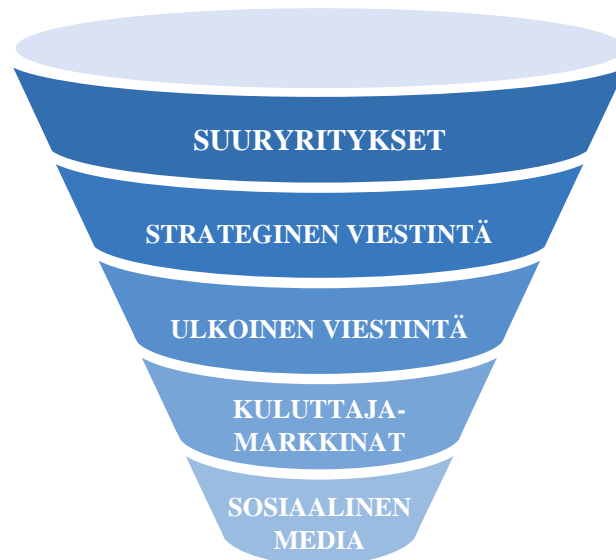 SUURYRITYKSET
STRATEGINEN VIESTINTÄ
ULKOINEN VIESTINTÄ
KULUTTAJA-
MARKKINAT
SOSIAALINEN
MEDIA